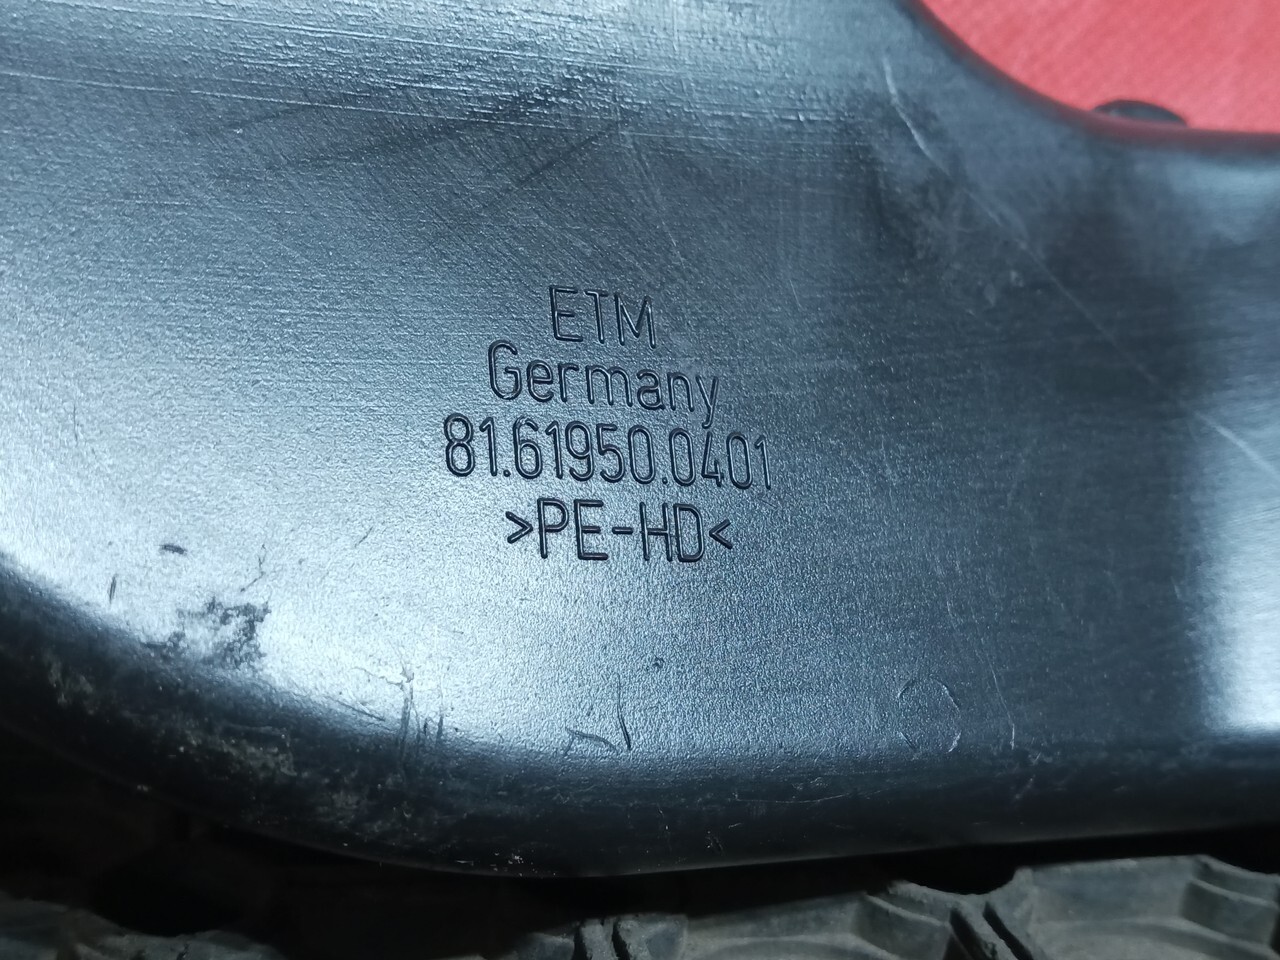 ETM
Germany
81.61950.0401
>PE-HD<